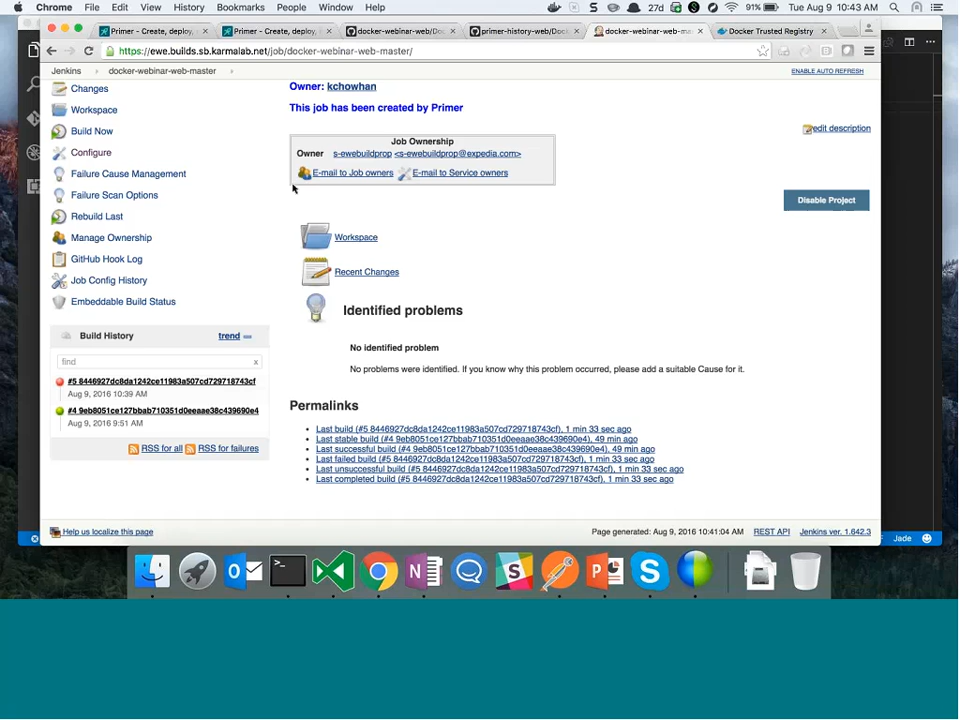 Chrome File Edit View History Bookmarks People Window Help 27d 91% Tue Aug 9 10:43 AM
Primer - Create, deploy, × Primer - Create, deploy, × docker-webinar-web/Do × primer-history-web/Dock × docker-webinar-web-mas × Docker Trusted Registry ×
https://ewe.builds.sb.karmalab.net/job/docker-webinar-web-master/
Jenkins docker-webinar-web-master ENABLE AUTO REFRESH
Changes
Workspace
Build Now
Configure
Failure Cause Management
Failure Scan Options
Rebuild Last
Manage Ownership
GitHub Hook Log
Job Config History
Embeddable Build Status
Build History trend
find x
#5 8446927dc8da1242ce11983a507cd729718743cf
Aug 9, 2016 10:39 AM
#4 9eb8051ce127bbab710351d0eeaae38c439690e4
Aug 9, 2016 9:51 AM
RSS for all RSS for failures
Owner: kchowhan
This job has been created by Primer
edit description
Job Ownership
Owner s-ewebuildprop <s-ewebuildprop@expedia.com>
E-mail to Job owners E-mail to Service owners
Disable Project
Workspace
Recent Changes
Identified problems
No identified problem
No problems were identified. If you know why this problem occurred, please add a suitable Cause for it.
Permalinks
Last build (#5 8446927dc8da1242ce11983a507cd729718743cf), 1 min 33 sec ago
Last stable build (#4 9eb8051ce127bbab710351d0eeaae38c439690e4), 49 min ago
Last successful build (#4 9eb8051ce127bbab710351d0eeaae38c439690e4), 49 min ago
Last failed build (#5 8446927dc8da1242ce11983a507cd729718743cf), 1 min 33 sec ago
Last unsuccessful build (#5 8446927dc8da1242ce11983a507cd729718743cf), 1 min 33 sec ago
Last completed build (#5 8446927dc8da1242ce11983a507cd729718743cf), 1 min 33 sec ago
Help us localize this page Page generated: Aug 9, 2016 10:41:04 AM REST API Jenkins ver. 1.642.3
Jade